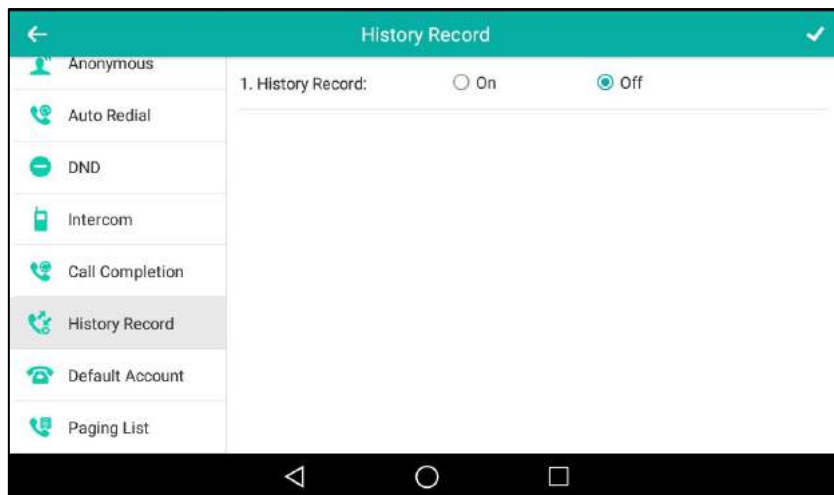 History Record
Anonymous
1. History Record: On Off
Auto Redial
DND
Intercom
Call Completion
History Record
Default Account
Paging List